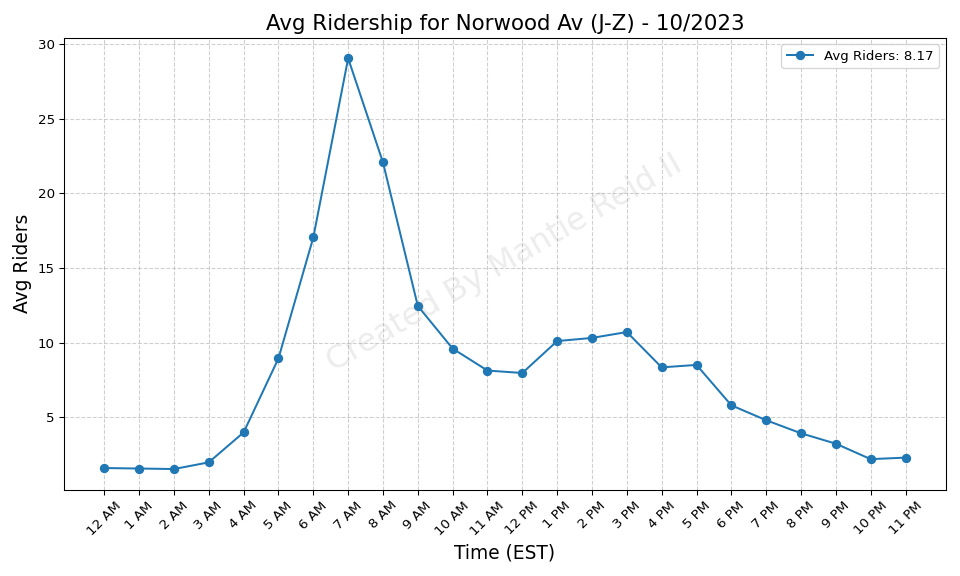 Avg Ridership for Norwood Av (J-Z) - 10/2023
Avg Riders: 8.17
30
25
20
15
10
5
Avg Riders
Created By Mantie Reid II
12 AM
1 AM
2 AM
3 AM
4 AM
5 AM
6 AM
7 AM
8 AM
9 AM
10 AM
11 AM
12 PM
1 PM
2 PM
3 PM
4 PM
5 PM
6 PM
7 PM
8 PM
9 PM
10 PM
11 PM
Time (EST)